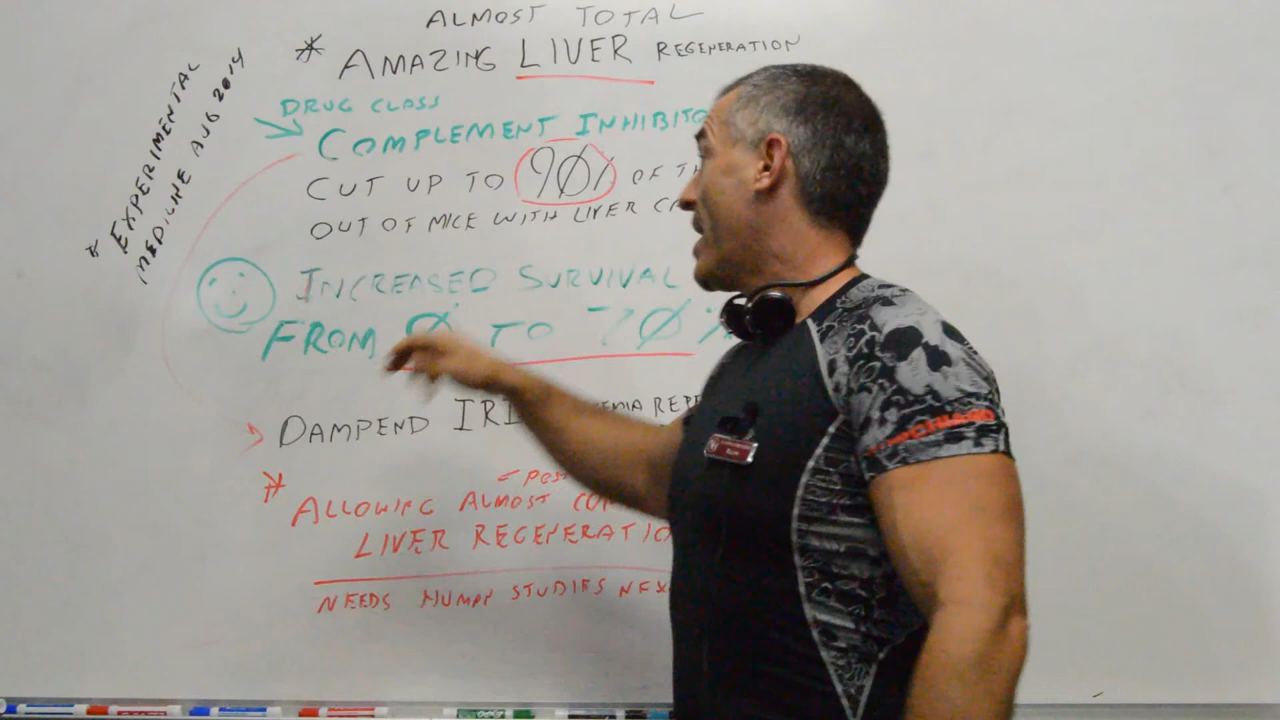 ALMOST TOTAL
* AMAZING LIVER REGENERATION
* EXPERIMENTAL
MEDICINE AUG 2014
DRUG CLASS
COMPLEMENT INHIBITO
CUT UP TO 90% OF TH
OUT OF MICE WITH LIVER CA
INCREASED SURVIVAL
FROM 0 TO 70%
DAMPEND IRI
* ALLOWING ALMOST CO
LIVER REGENERATIO
NEEDS HUMAN STUDIES NEX